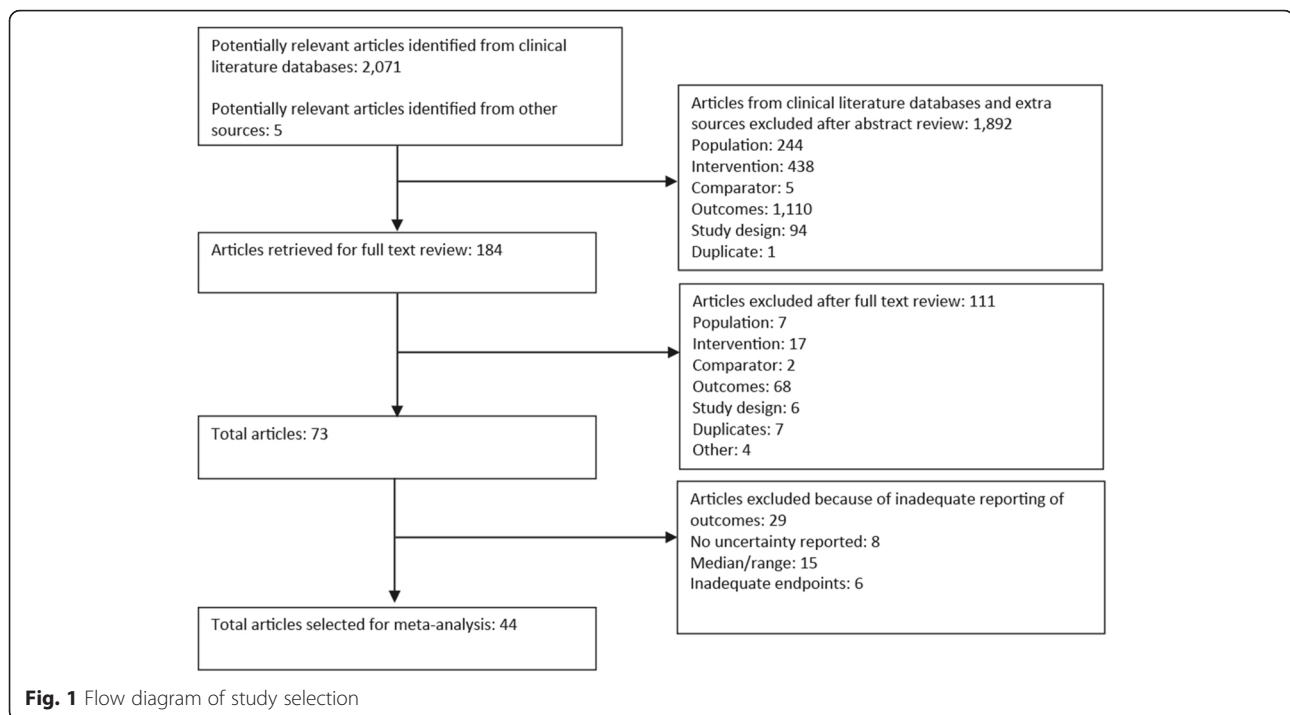 Potentially relevant articles identified from clinical
literature databases: 2,071
Potentially relevant articles identified from other
sources: 5
Articles from clinical literature databases and extra
sources excluded after abstract review: 1,892
Population: 244
Intervention: 438
Comparator: 5
Outcomes: 1,110
Study design: 94
Duplicate: 1
Articles retrieved for full text review: 184
Articles excluded after full text review: 111
Population: 7
Intervention: 17
Comparator: 2
Outcomes: 68
Study design: 6
Duplicates: 7
Other: 4
Total articles: 73
Articles excluded because of inadequate reporting of
outcomes: 29
No uncertainty reported: 8
Median/range: 15
Inadequate endpoints: 6
Total articles selected for meta-analysis: 44
Fig. 1 Flow diagram of study selection